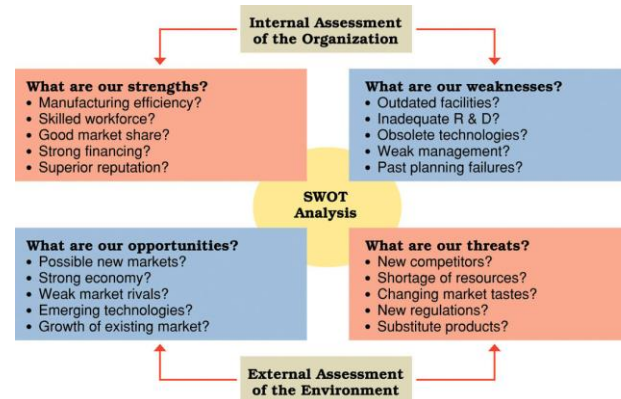 Internal Assessment
of the Organization
What are our strengths?
• Manufacturing efficiency?
• Skilled workforce?
• Good market share?
• Strong financing?
• Superior reputation?
What are our weaknesses?
• Outdated facilities?
• Inadequate R & D?
• Obsolete technologies?
• Weak management?
• Past planning failures?
SWOT
Analysis
What are our opportunities?
• Possible new markets?
• Strong economy?
• Weak market rivals?
• Emerging technologies?
• Growth of existing market?
What are our threats?
• New competitors?
• Shortage of resources?
• Changing market tastes?
• New regulations?
• Substitute products?
External Assessment
of the Environment